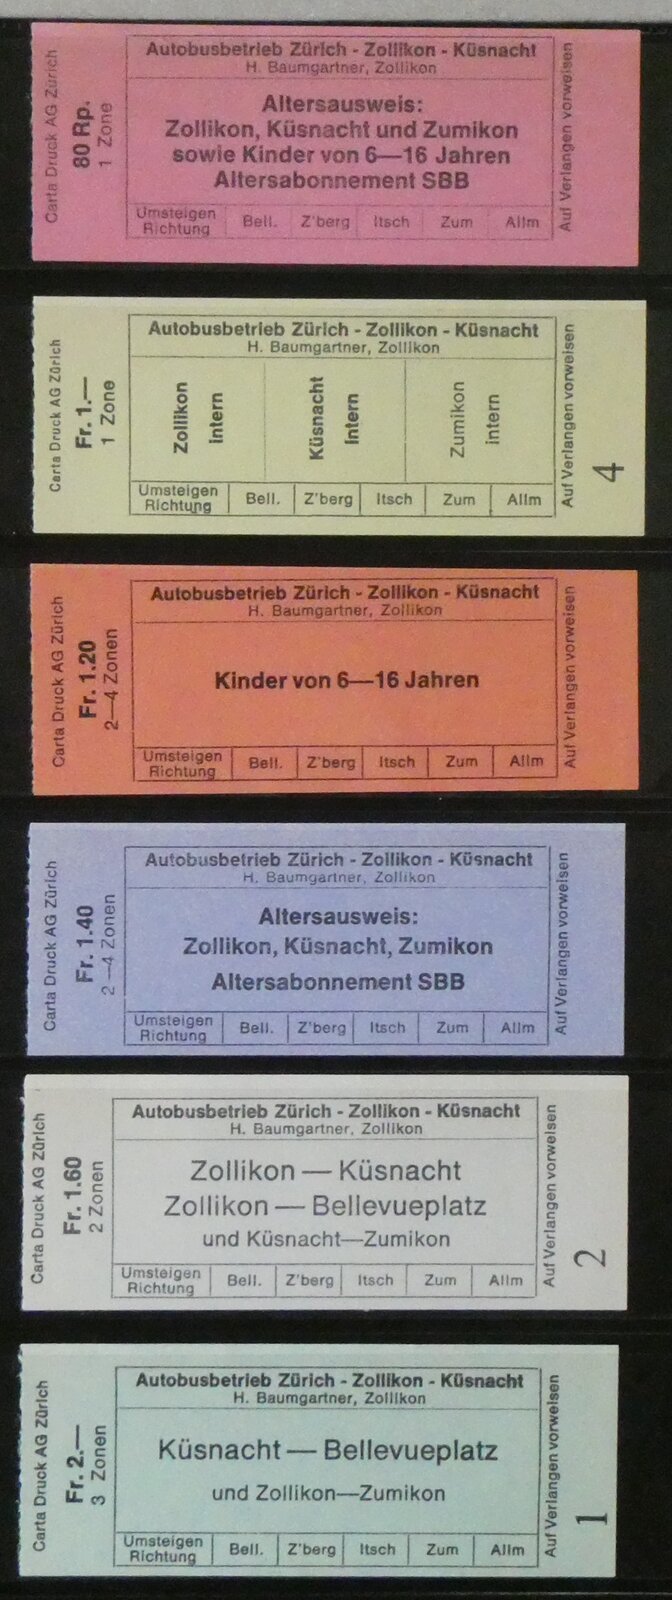 Carta Druck AG Zürich
80 Rp.
1 Zone
Autobusbetrieb Zürich - Zollikon - Küsnacht
H. Baumgartner, Zollikon
Altersausweis:
Zollikon, Küsnacht und Zumikon
sowie Kinder von 6—16 Jahren
Altersabonnement SBB
Umsteigen Richtung Bell. Z'berg Itsch Zum Allm
Auf Verlangen vorweisen
Carta Druck AG Zürich
Fr. 1.—
1 Zone
Autobusbetrieb Zürich - Zollikon - Küsnacht
H. Baumgartner, Zollikon
Zollikon intern
Küsnacht intern
Zumikon intern
Umsteigen Richtung Bell. Z'berg Itsch Zum Allm
Auf Verlangen vorweisen
4
Carta Druck AG Zürich
Fr. 1.20
2—4 Zonen
Autobusbetrieb Zürich - Zollikon - Küsnacht
H. Baumgartner, Zollikon
Kinder von 6—16 Jahren
Umsteigen Richtung Bell. Z'berg Itsch Zum Allm
Auf Verlangen vorweisen
Carta Druck AG Zürich
Fr. 1.40
2—4 Zonen
Autobusbetrieb Zürich - Zollikon - Küsnacht
H. Baumgartner, Zollikon
Altersausweis:
Zollikon, Küsnacht, Zumikon
Altersabonnement SBB
Umsteigen Richtung Bell. Z'berg Itsch Zum Allm
Auf Verlangen vorweisen
Carta Druck AG Zürich
Fr. 1.60
2 Zonen
Autobusbetrieb Zürich - Zollikon - Küsnacht
H. Baumgartner, Zollikon
Zollikon — Küsnacht
Zollikon — Bellevueplatz
und Küsnacht—Zumikon
Umsteigen Richtung Bell. Z'berg Itsch Zum Allm
Auf Verlangen vorweisen
2
Carta Druck AG Zürich
Fr. 2.—
3 Zonen
Autobusbetrieb Zürich - Zollikon - Küsnacht
H. Baumgartner, Zollikon
Küsnacht — Bellevueplatz
und Zollikon—Zumikon
Umsteigen Richtung Bell. Z'berg Itsch Zum Allm
Auf Verlangen vorweisen
1